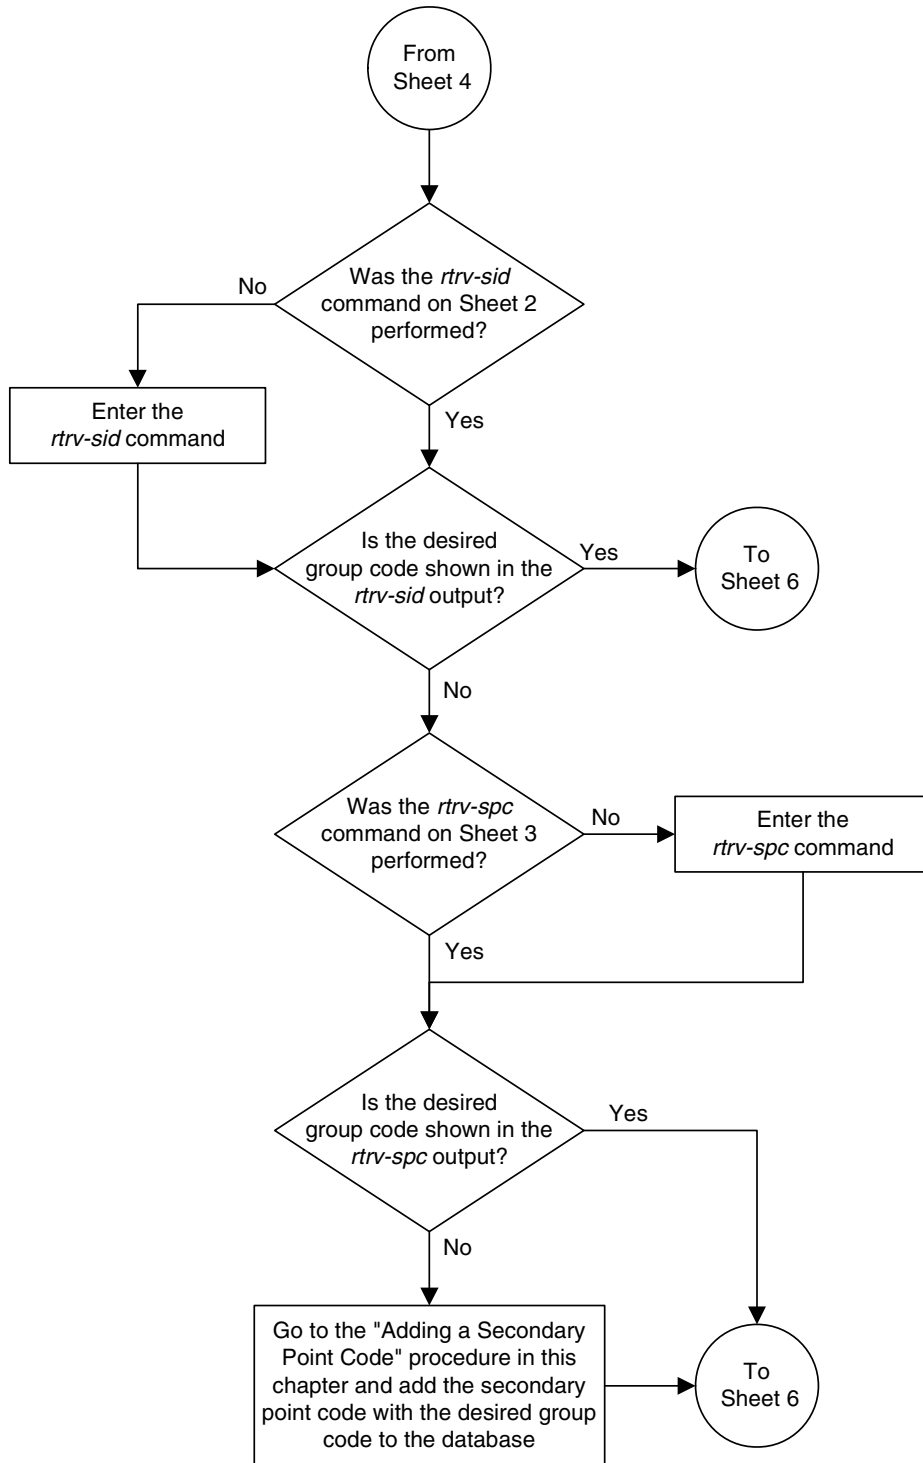 From
Sheet 4
Was the rtrv-sid
command on Sheet 2
performed?
No
Yes
Enter the
rtrv-sid command
Is the desired
group code shown in the
rtrv-sid output?
Yes
To
Sheet 6
No
Was the rtrv-spc
command on Sheet 3
performed?
No
Enter the
rtrv-spc command
Yes
Is the desired
group code shown in the
rtrv-spc output?
Yes
No
Go to the "Adding a Secondary
Point Code" procedure in this
chapter and add the secondary
point code with the desired group
code to the database
To
Sheet 6